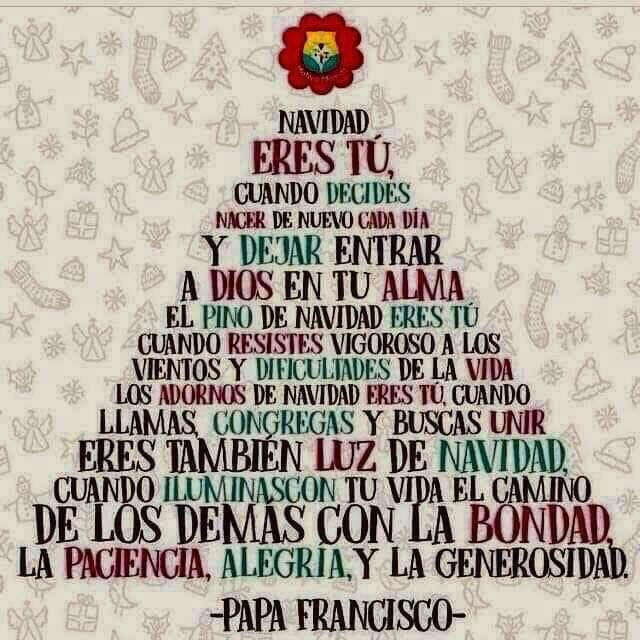 NAVIDAD
ERES TÚ,
CUANDO DECIDES
NACER DE NUEVO CADA DÍA
Y DEJAR ENTRAR
A DIOS EN TU ALMA
EL PINO DE NAVIDAD ERES TÚ
CUANDO RESISTES VIGOROSO A LOS
VIENTOS Y DIFICULTADES DE LA VIDA
LOS ADORNOS DE NAVIDAD ERES TÚ, CUANDO
LLAMAS, CONGREGAS Y BUSCAS UNIR
ERES TAMBIÉN LUZ DE NAVIDAD,
CUANDO ILUMINASCON TU VIDA EL CAMINO
DE LOS DEMÁS CON LA BONDAD,
LA PACIENCIA, ALEGRÍA, Y LA GENEROSIDAD.
-PAPA FRANCISCO-